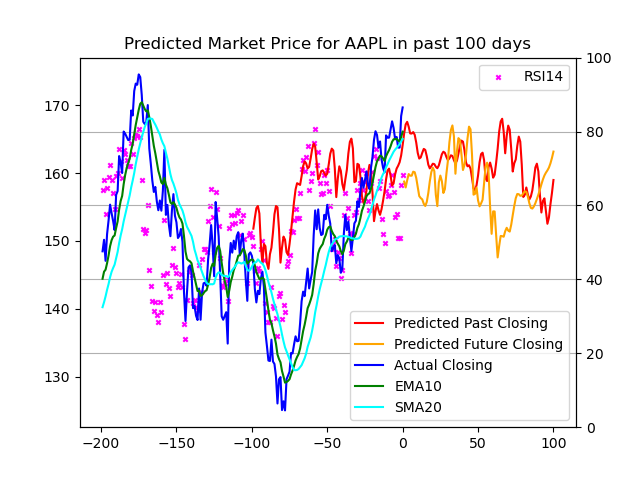 Predicted Market Price for AAPL in past 100 days
RSI14
170
160
150
140
130
100
80
60
40
20
0
Predicted Past Closing
Predicted Future Closing
Actual Closing
EMA10
SMA20
−200 −150 −100 −50 0 50 100